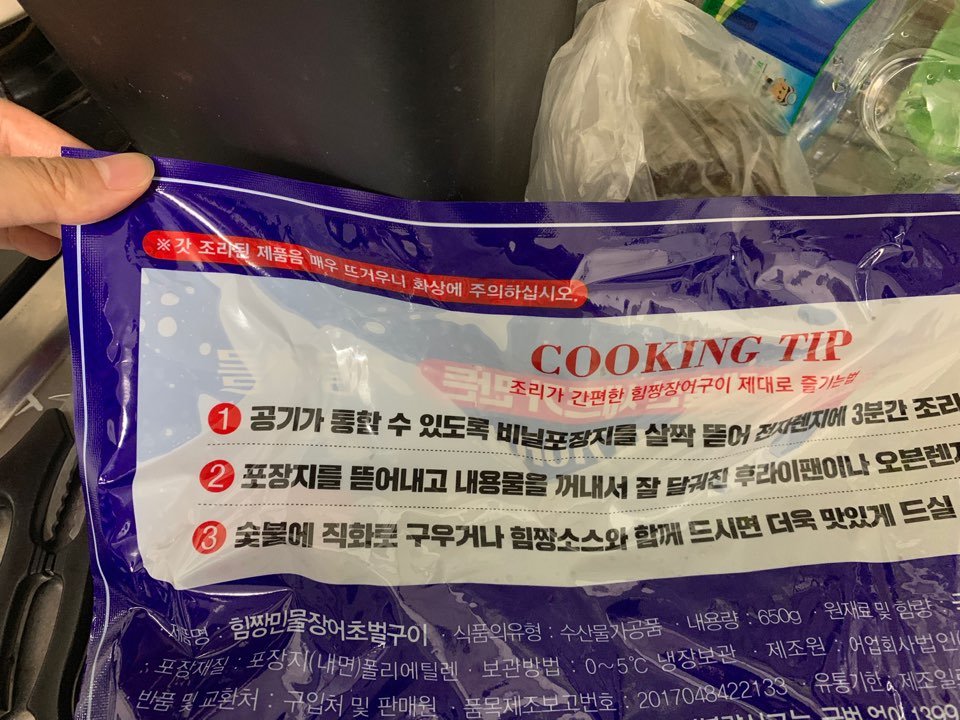 ※갓 조리된 제품음 매우 뜨거우니 화상에 주의하십시오.
COOKING TIP
조리가 간편한 힘짱장어구이 제대로 즐기는법
1 공기가 통할 수 있도록 비닐포장지를 살짝 뜯어 전자렌지에 3분간 조리
2 포장지를 뜯어내고 내용물을 꺼내서 잘 달궈진 후라이팬이나 오븐렌지
3 숯불에 직화로 구우거나 힘짱소스와 함께 드시면 더욱 맛있게 드실
· 제품명 : 힘짱민물장어초벌구이 · 식품의유형 : 수산물가공품 · 내용량 : 650g · 원재료 및 함량 :
· 포장재질 : 포장지(내면)폴리에틸렌 · 보관방법 : 0~5℃ 냉장보관 · 제조원 : 어업회사법인(
반품 및 교환처 : 구입처 및 판매원 · 품목제조보고번호 : 2017048422133 · 유통기한 : 제조일로
국번 없이 1399